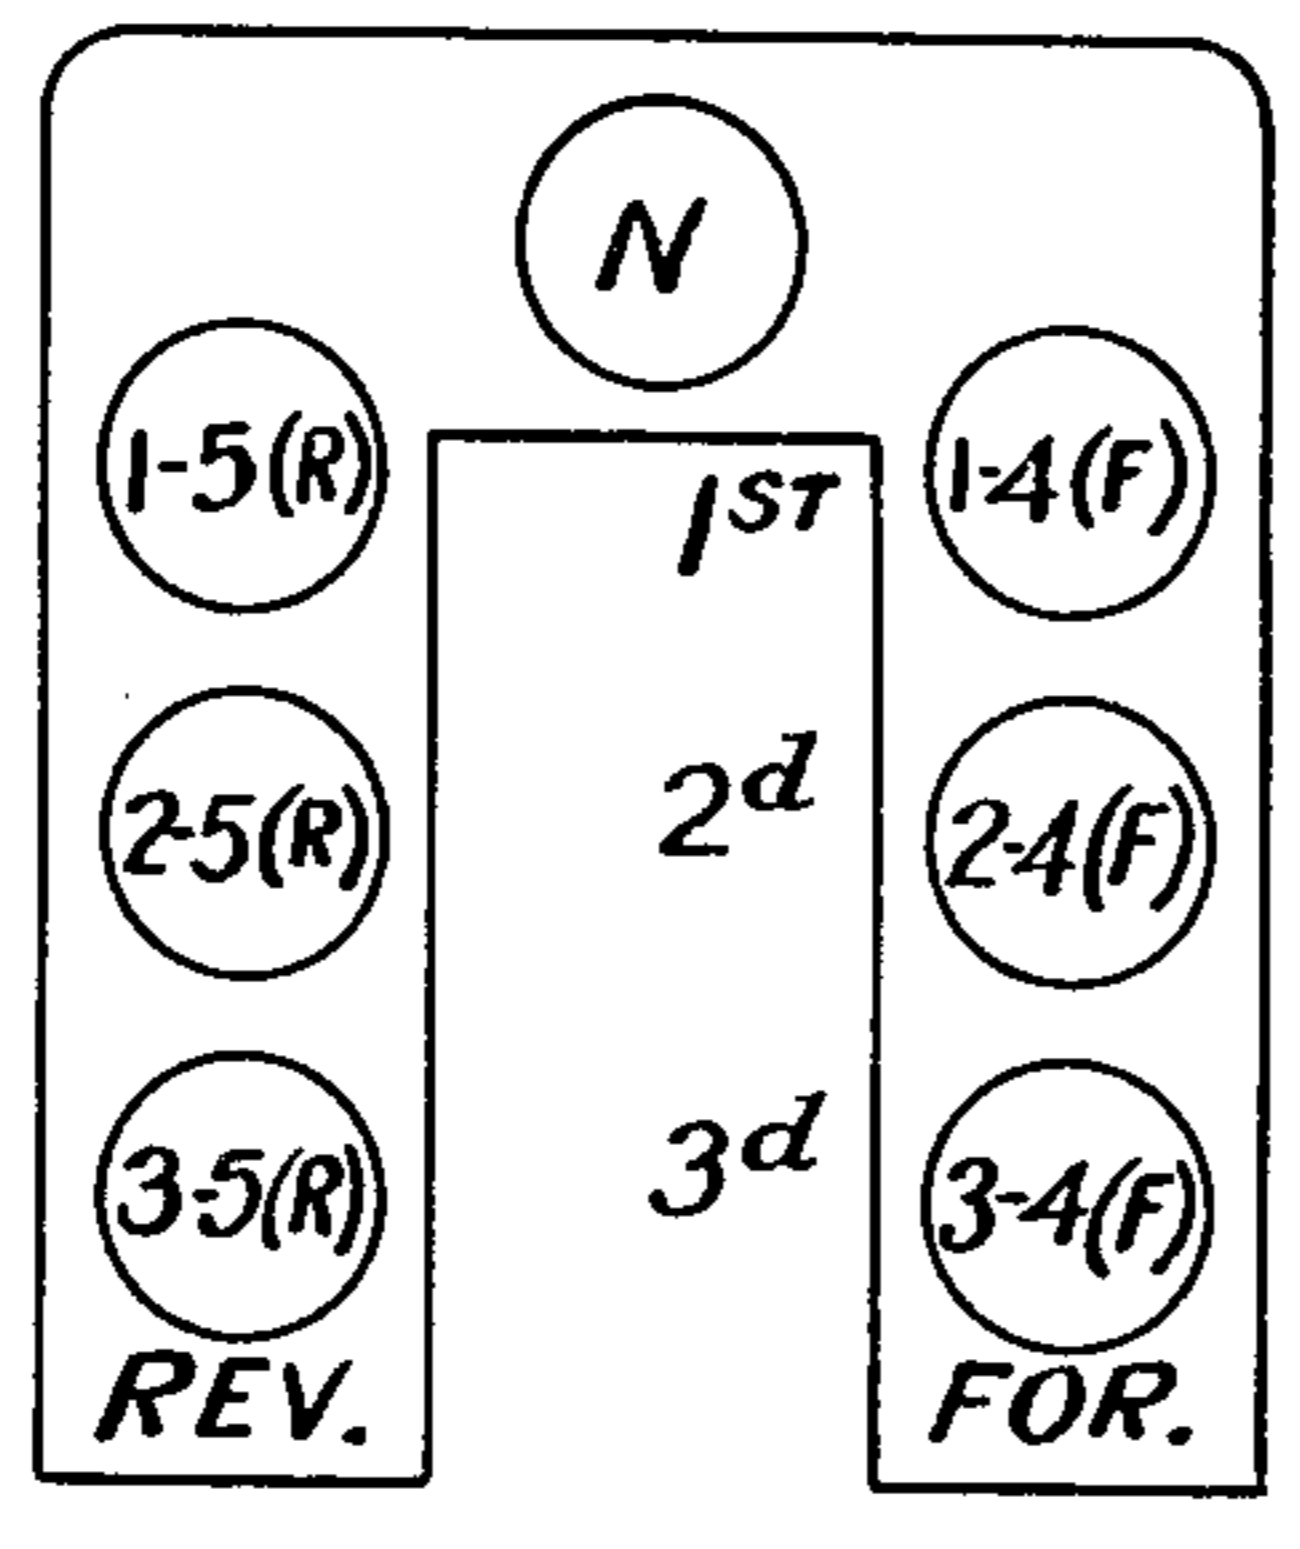 N
1-5(R)
1ST
1-4(F)
2-5(R)
2d
2-4(F)
3-5(R)
3d
3-4(F)
REV.
FOR.